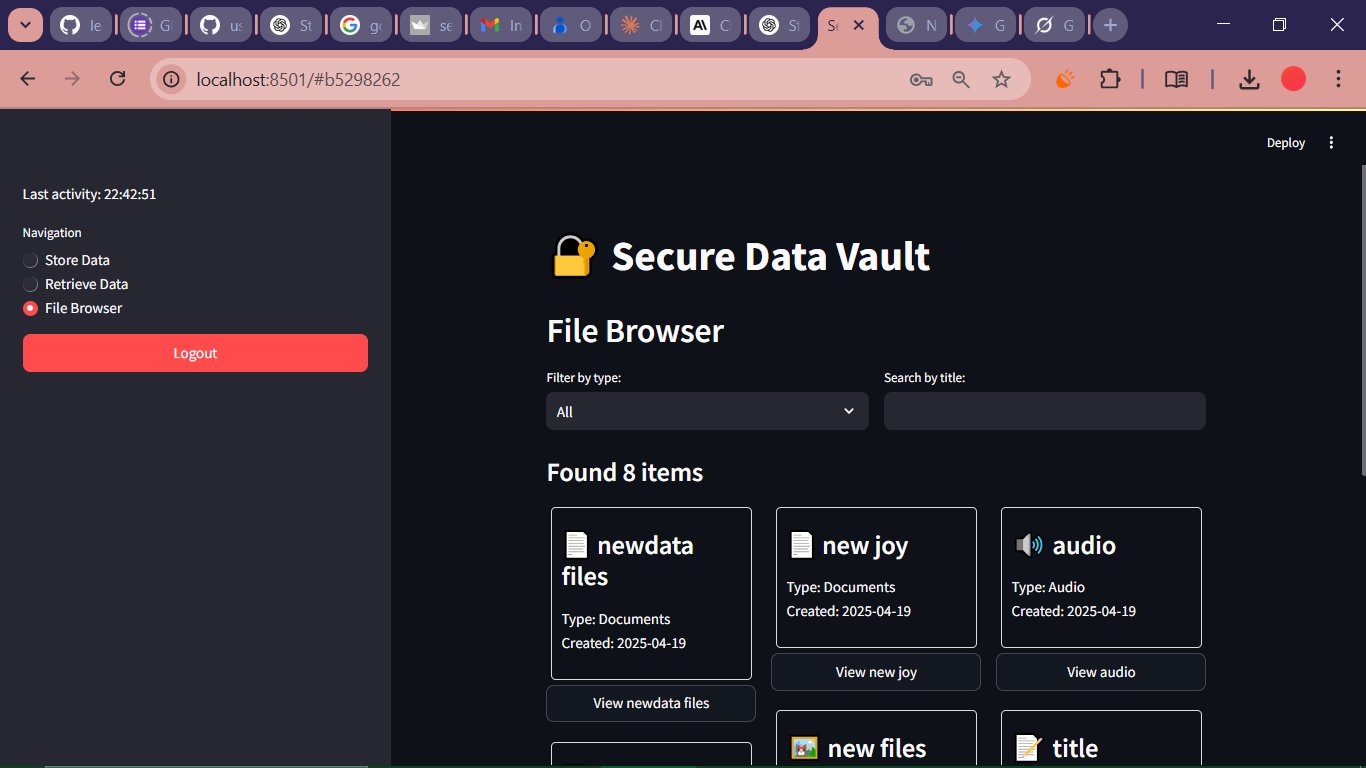 le
Gi
us
St
G
gc
se
In
O
Cl
A\
Cl
St
Se
N
G
G
localhost:8501/#b5298262
Deploy
Last activity: 22:42:51
Navigation
Store Data
Retrieve Data
File Browser
Logout
Secure Data Vault
File Browser
Filter by type:
Search by title:
All
Found 8 items
newdata
files
Type: Documents
Created: 2025-04-19
View newdata files
new joy
Type: Documents
Created: 2025-04-19
View new joy
audio
Type: Audio
Created: 2025-04-19
View audio
new files
title